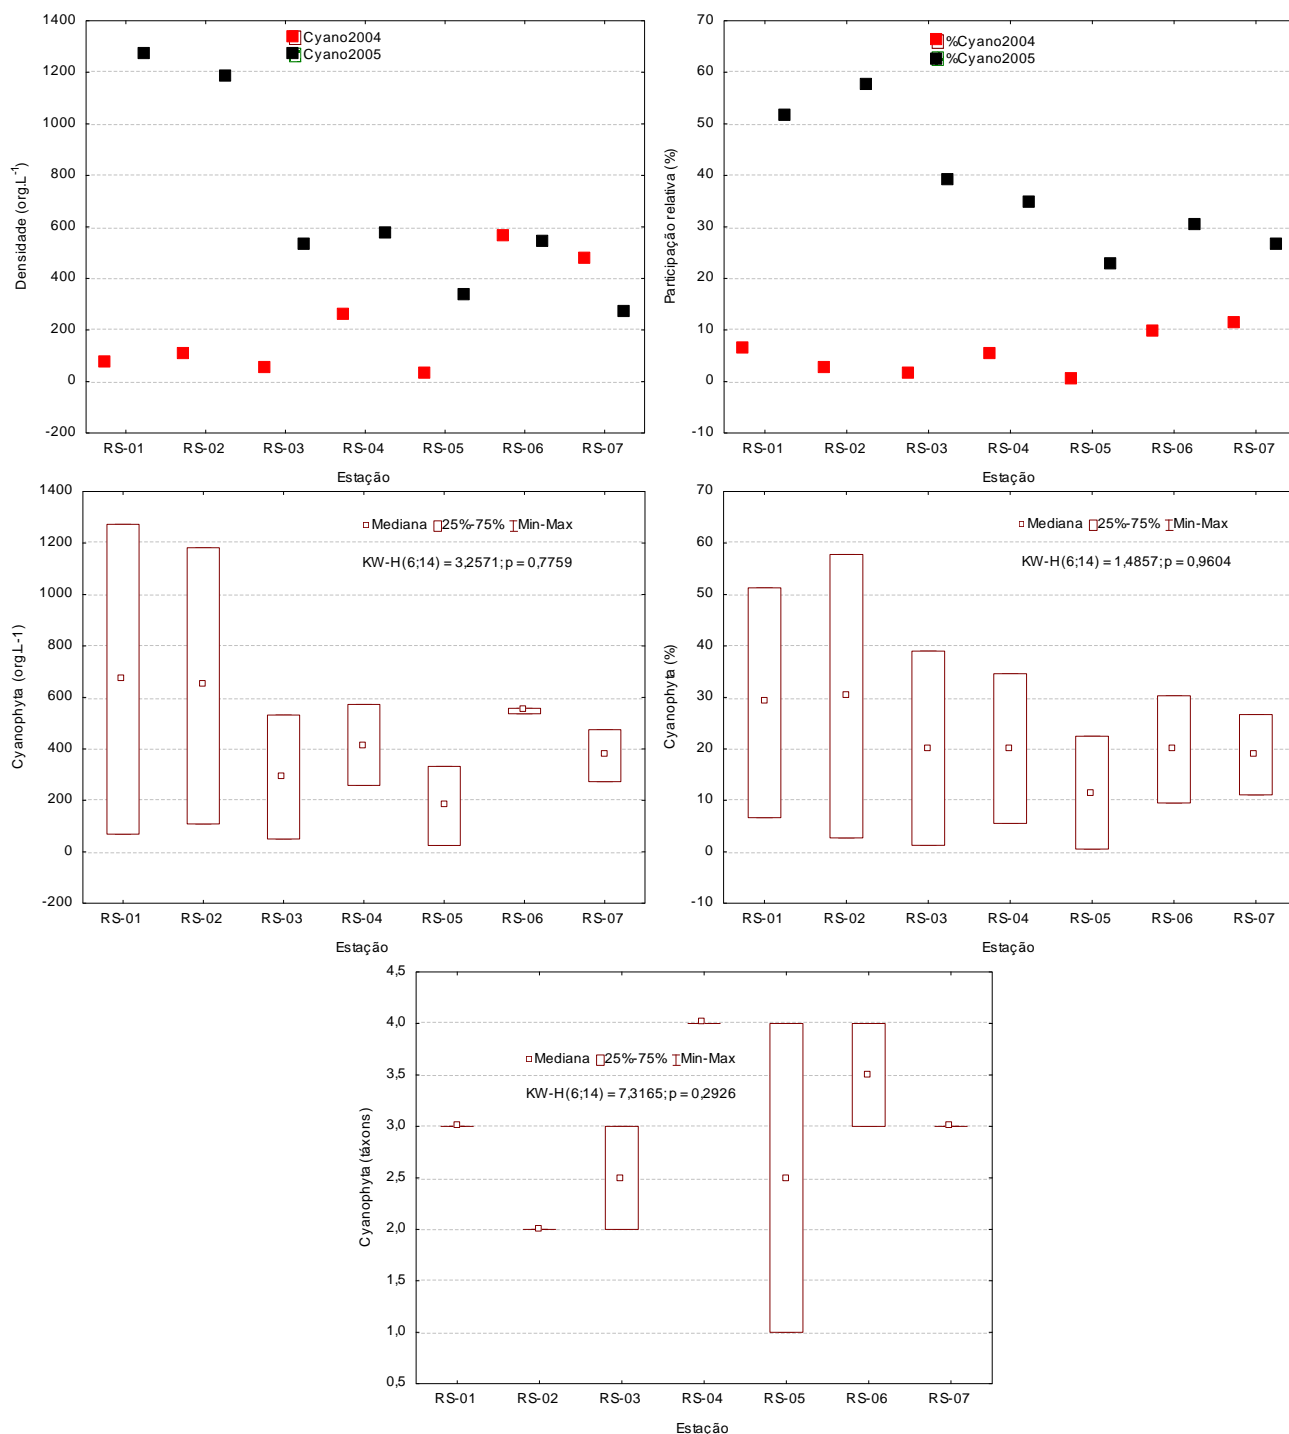 Cyano2004
Cyano2005
Densidade (org.L-1)
1400
1200
1000
800
600
400
200
0
-200
RS-01 RS-02 RS-03 RS-04 RS-05 RS-06 RS-07
Estação
%Cyano2004
%Cyano2005
Participação relativa (%)
70
60
50
40
30
20
10
0
-10
RS-01 RS-02 RS-03 RS-04 RS-05 RS-06 RS-07
Estação
Mediana 25%-75% Min-Max
KW-H(6;14) = 3,2571; p = 0,7759
Cyanophyta (org.L-1)
1400
1200
1000
800
600
400
200
0
-200
RS-01 RS-02 RS-03 RS-04 RS-05 RS-06 RS-07
Estação
Mediana 25%-75% Min-Max
KW-H(6;14) = 1,4857; p = 0,9604
Cyanophyta (%)
70
60
50
40
30
20
10
0
-10
RS-01 RS-02 RS-03 RS-04 RS-05 RS-06 RS-07
Estação
Mediana 25%-75% Min-Max
KW-H(6;14) = 7,3165; p = 0,2926
Cyanophyta (táxons)
4,5
4,0
3,5
3,0
2,5
2,0
1,5
1,0
0,5
RS-01 RS-02 RS-03 RS-04 RS-05 RS-06 RS-07
Estação